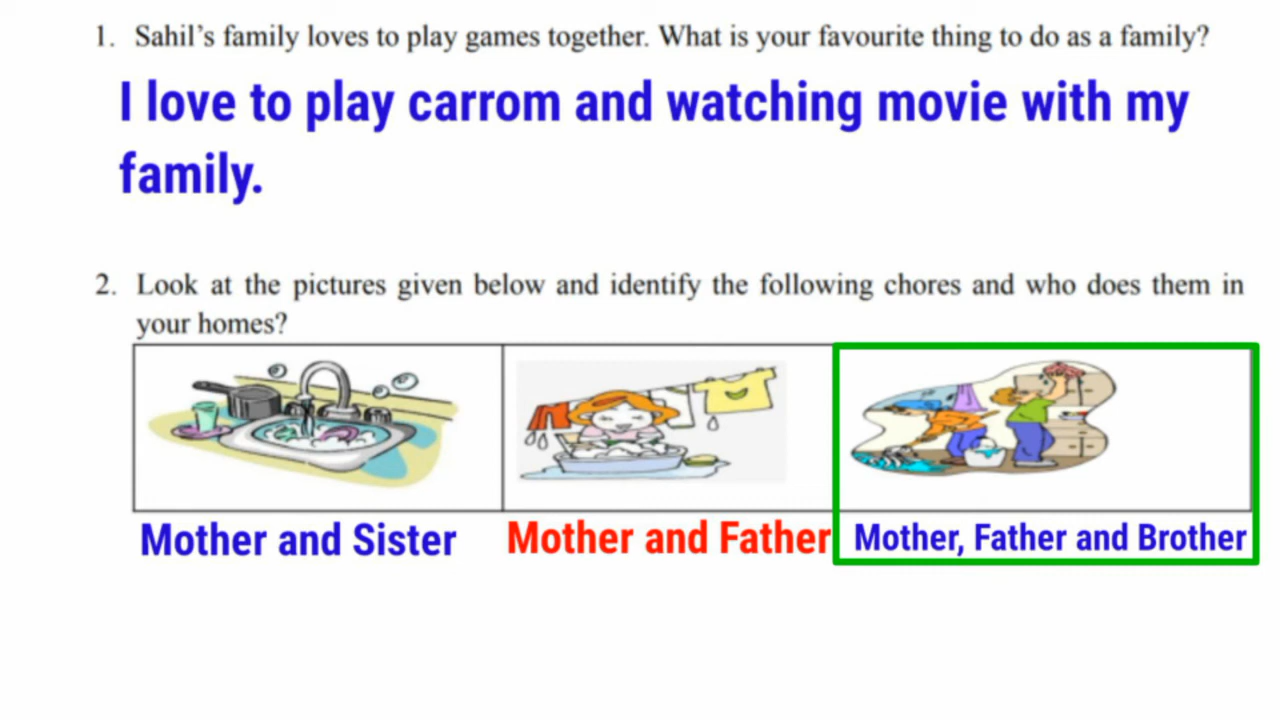 1. Sahil’s family loves to play games together. What is your favourite thing to do as a family?
I love to play carrom and watching movie with my
family.
2. Look at the pictures given below and identify the following chores and who does them in
your homes?
Mother and Sister
Mother and Father
Mother, Father and Brother